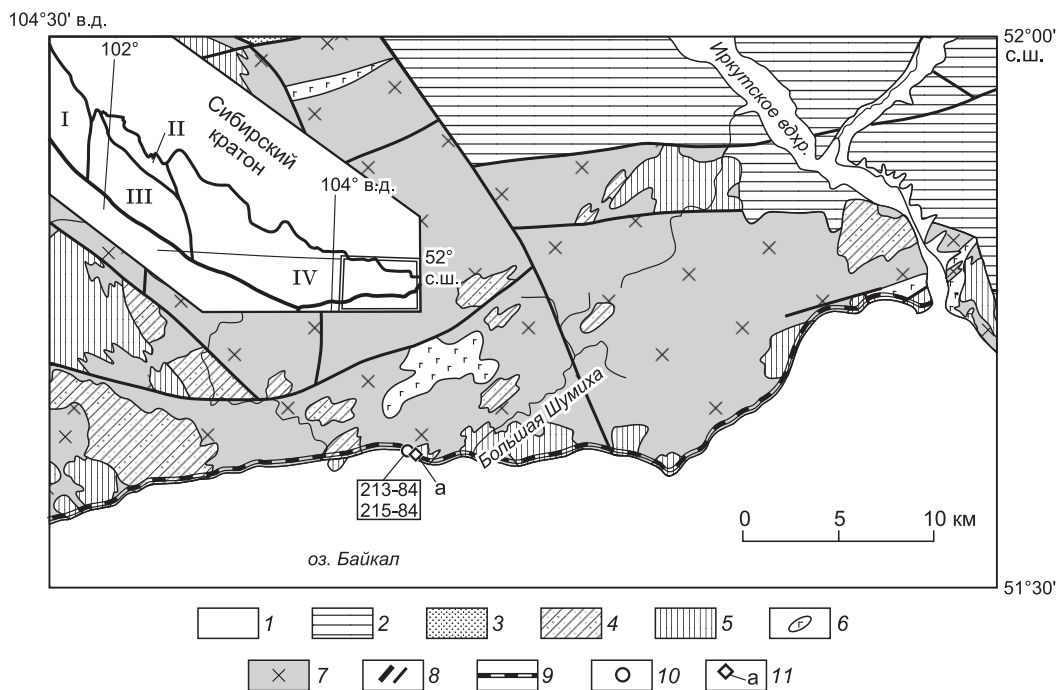 104°30' в.д.
52°00'
с.ш.
102°
I
II
III
IV
Сибирский
кратон
104° в.д.
52°
с.ш.
Иркутское вдхр.
Большая Шумиха
213-84
215-84
а
оз. Байкал
0 5 10 км
51°30'
1 2 3 4 5 6
7 8 9 10 а 11